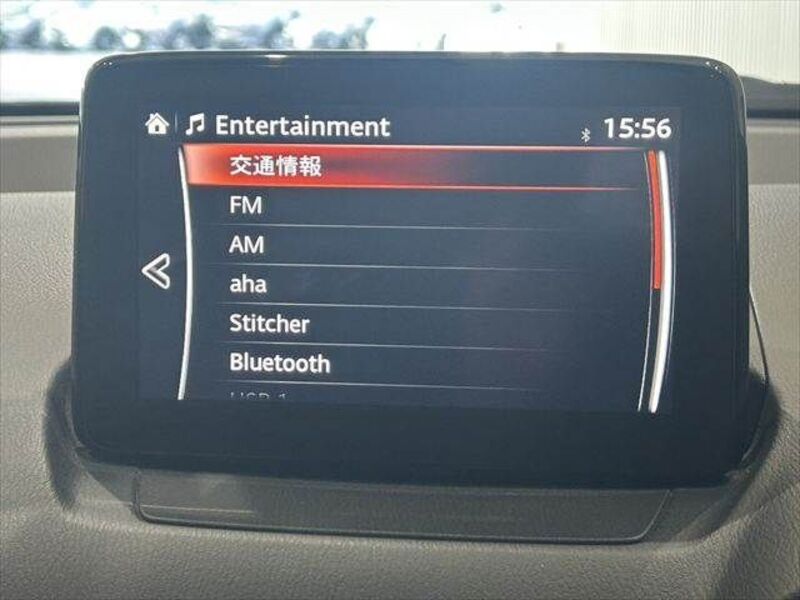 Entertainment 15:56
交通情報
FM
AM
aha
Stitcher
Bluetooth